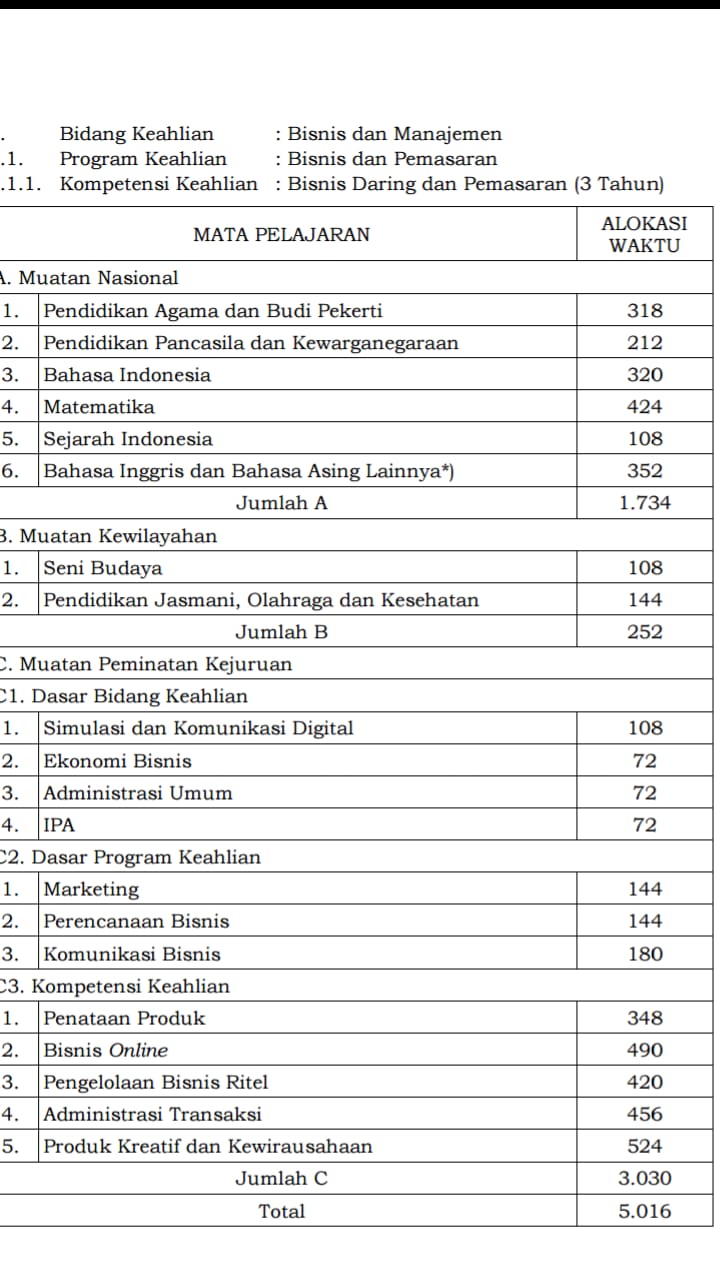 . Bidang Keahlian : Bisnis dan Manajemen
.1. Program Keahlian : Bisnis dan Pemasaran
.1.1. Kompetensi Keahlian : Bisnis Daring dan Pemasaran (3 Tahun)
MATA PELAJARAN ALOKASI WAKTU
A. Muatan Nasional
1. Pendidikan Agama dan Budi Pekerti 318
2. Pendidikan Pancasila dan Kewarganegaraan 212
3. Bahasa Indonesia 320
4. Matematika 424
5. Sejarah Indonesia 108
6. Bahasa Inggris dan Bahasa Asing Lainnya*) 352
Jumlah A 1.734
B. Muatan Kewilayahan
1. Seni Budaya 108
2. Pendidikan Jasmani, Olahraga dan Kesehatan 144
Jumlah B 252
C. Muatan Peminatan Kejuruan
C1. Dasar Bidang Keahlian
1. Simulasi dan Komunikasi Digital 108
2. Ekonomi Bisnis 72
3. Administrasi Umum 72
4. IPA 72
C2. Dasar Program Keahlian
1. Marketing 144
2. Perencanaan Bisnis 144
3. Komunikasi Bisnis 180
C3. Kompetensi Keahlian
1. Penataan Produk 348
2. Bisnis Online 490
3. Pengelolaan Bisnis Ritel 420
4. Administrasi Transaksi 456
5. Produk Kreatif dan Kewirausahaan 524
Jumlah C 3.030
Total 5.016